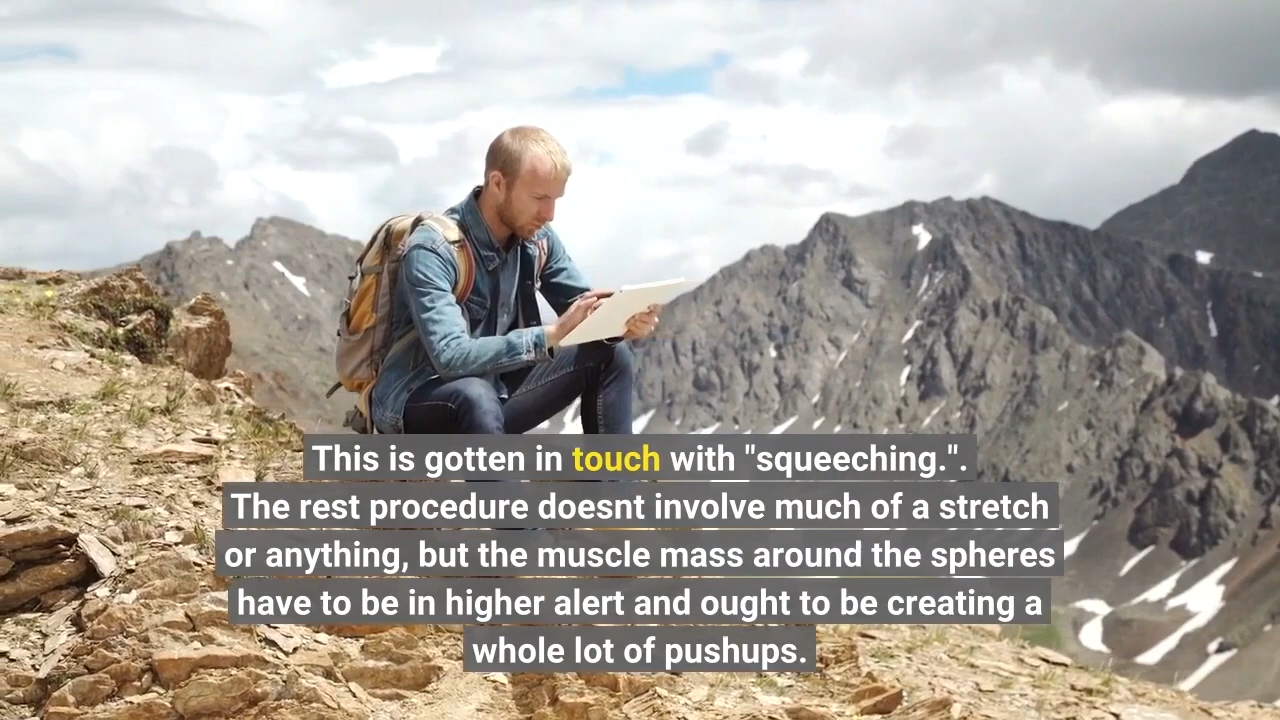 This is gotten in touch with "squeeching.".
The rest procedure doesnt involve much of a stretch
or anything, but the muscle mass around the spheres
have to be in higher alert and ought to be creating a
whole lot of pushups.